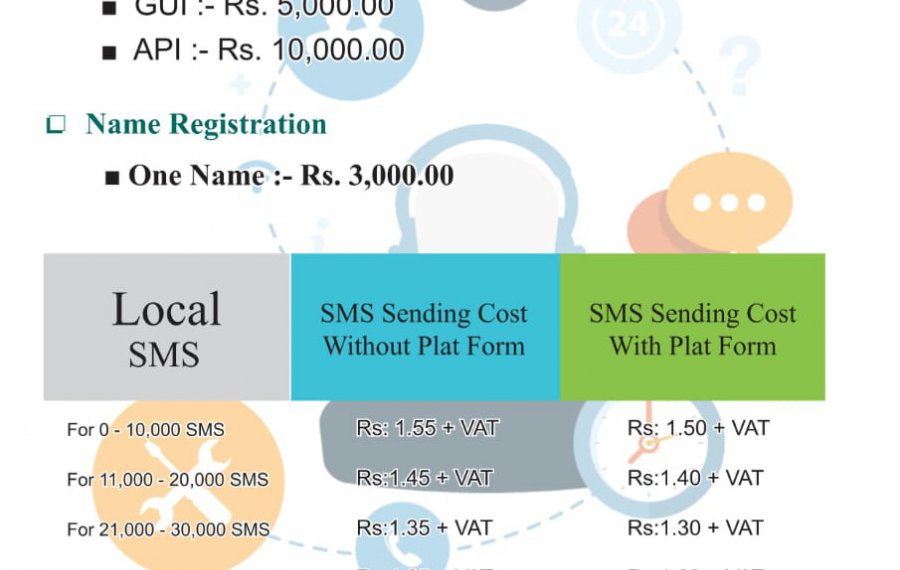 ■ GUI :- Rs. 5,000.00
■ API :- Rs. 10,000.00
❏ Name Registration
■ One Name :- Rs. 3,000.00
24
?
i
Local
SMS
SMS Sending Cost
Without Plat Form
SMS Sending Cost
With Plat Form
For 0 - 10,000 SMS Rs: 1.55 + VAT Rs: 1.50 + VAT
For 11,000 - 20,000 SMS Rs:1.45 + VAT Rs:1.40 + VAT
For 21,000 - 30,000 SMS Rs:1.35 + VAT Rs:1.30 + VAT